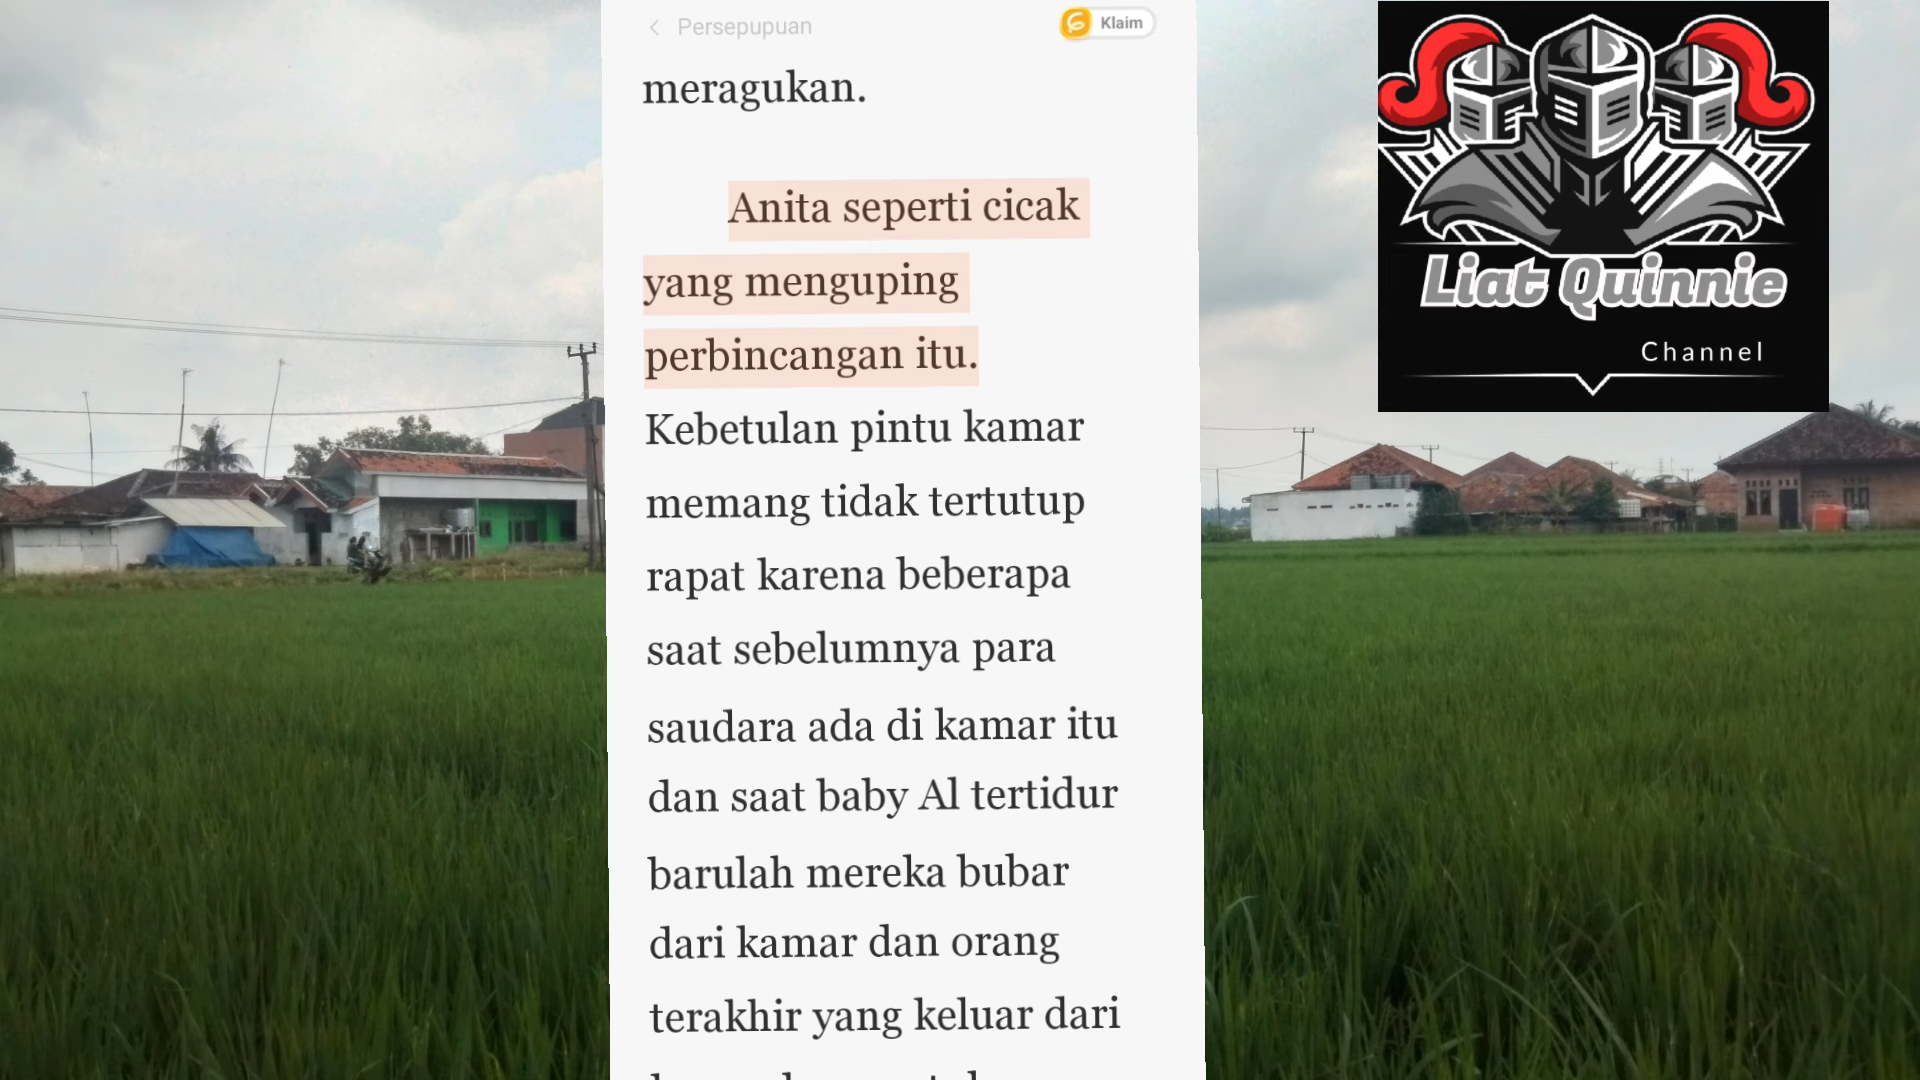 Persepupuan
Klaim
meragukan.
Anita seperti cicak
yang menguping
perbincangan itu.
Kebetulan pintu kamar
memang tidak tertutup
rapat karena beberapa
saat sebelumnya para
saudara ada di kamar itu
dan saat baby Al tertidur
barulah mereka bubar
dari kamar dan orang
terakhir yang keluar dari
Liat Quinnie
Channel